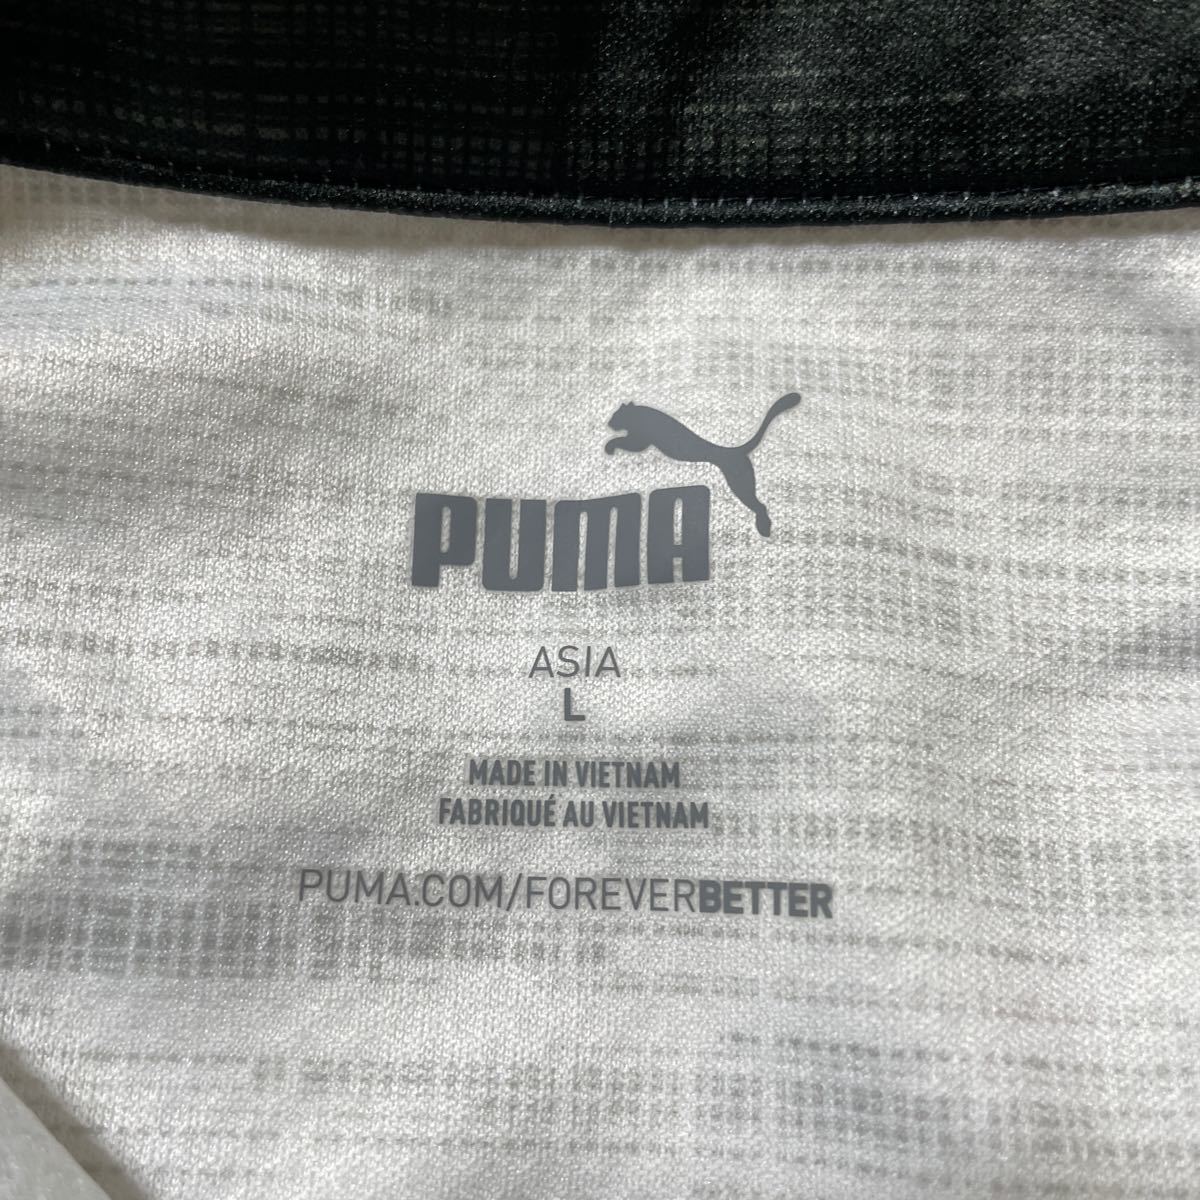 PUMA
ASIA
L
MADE IN VIETNAM
FABRIQUÉ AU VIETNAM
PUMA.COM/FOREVERBETTER